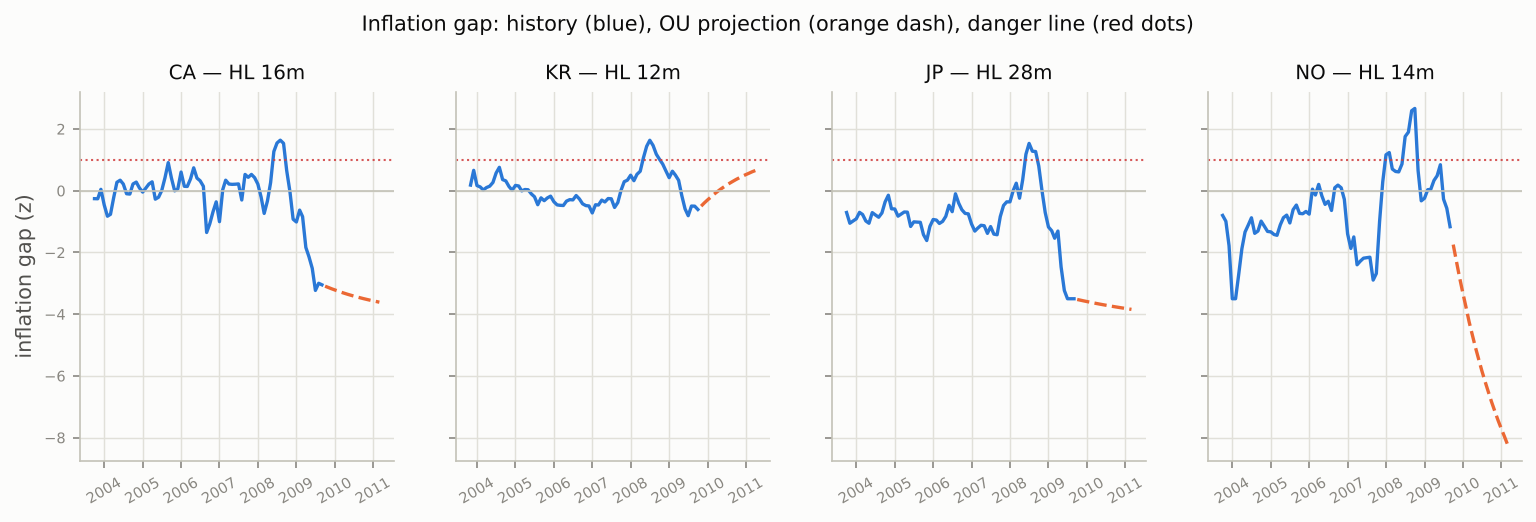 Inflation gap: history (blue), OU projection (orange dash), danger line (red dots)
CA — HL 16m
KR — HL 12m
JP — HL 28m
NO — HL 14m
inflation gap (z)
2
0
−2
−4
−6
−8
2004 2005 2006 2007 2008 2009 2010 2011
2004 2005 2006 2007 2008 2009 2010 2011
2004 2005 2006 2007 2008 2009 2010 2011
2004 2005 2006 2007 2008 2009 2010 2011